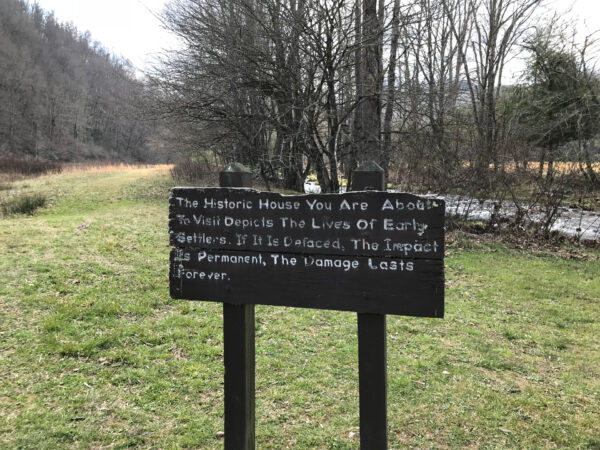 The Historic House You Are About
To Visit Depicts The Lives Of Early
Settlers. If It Is Defaced, The Impact
Is Permanent, The Damage Lasts
Forever.